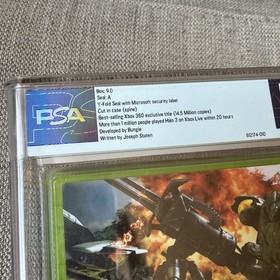 PSA
Box: 9.0
Seal: A
Y-Fold Seal with Microsoft security label
Cut in case (spine)
Best-selling Xbox 360 exclusive title (14.5 Million copies)
More than 1 million people played Halo 3 on Xbox Live within 20 hours
Developed by Bungie
Written by Joseph Staten